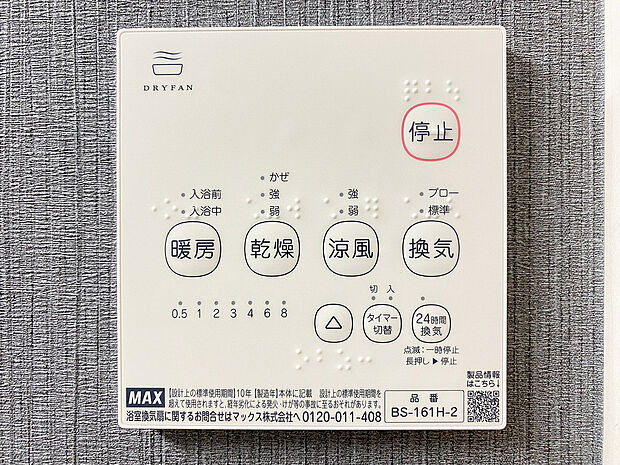 DRYFAN
停止
かぜ
入浴前 強 強 ブロー
入浴中 弱 弱 標準
暖房 乾燥 涼風 換気
切 入
0.5 1 2 3 4 6 8
△ タイマー切替 24時間換気
点滅:一時停止
長押し▶停止
製品情報
はこちら↓
MAX 【設計上の標準使用期間】10年【製造年】本体に記載 設計上の標準使用期間を
超えて使用されますと、経年劣化による発火・けが等の事故に至るおそれがあります。
浴室換気扇に関するお問合せはマックス株式会社へ 0120-011-408
品番
BS-161H-2